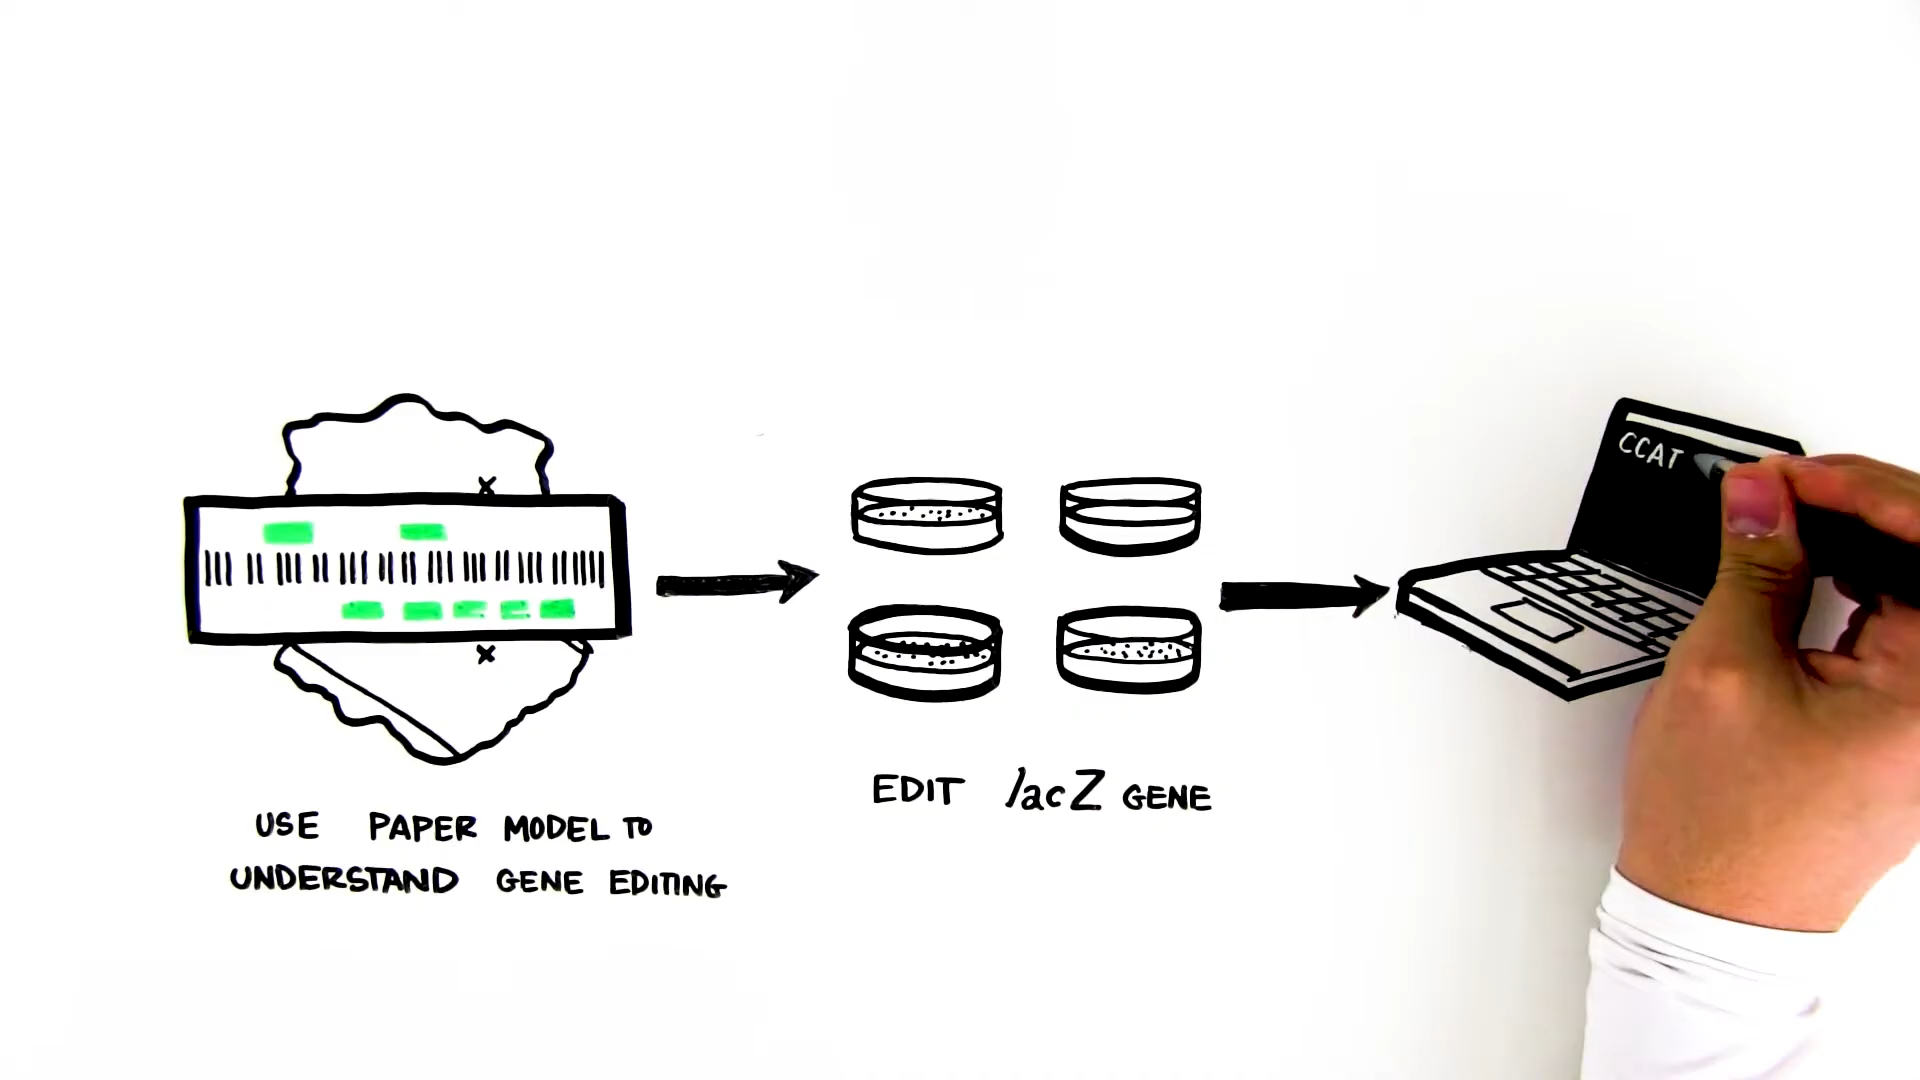 CCAT
EDIT lacZ GENE
USE PAPER MODEL TO
UNDERSTAND GENE EDITING